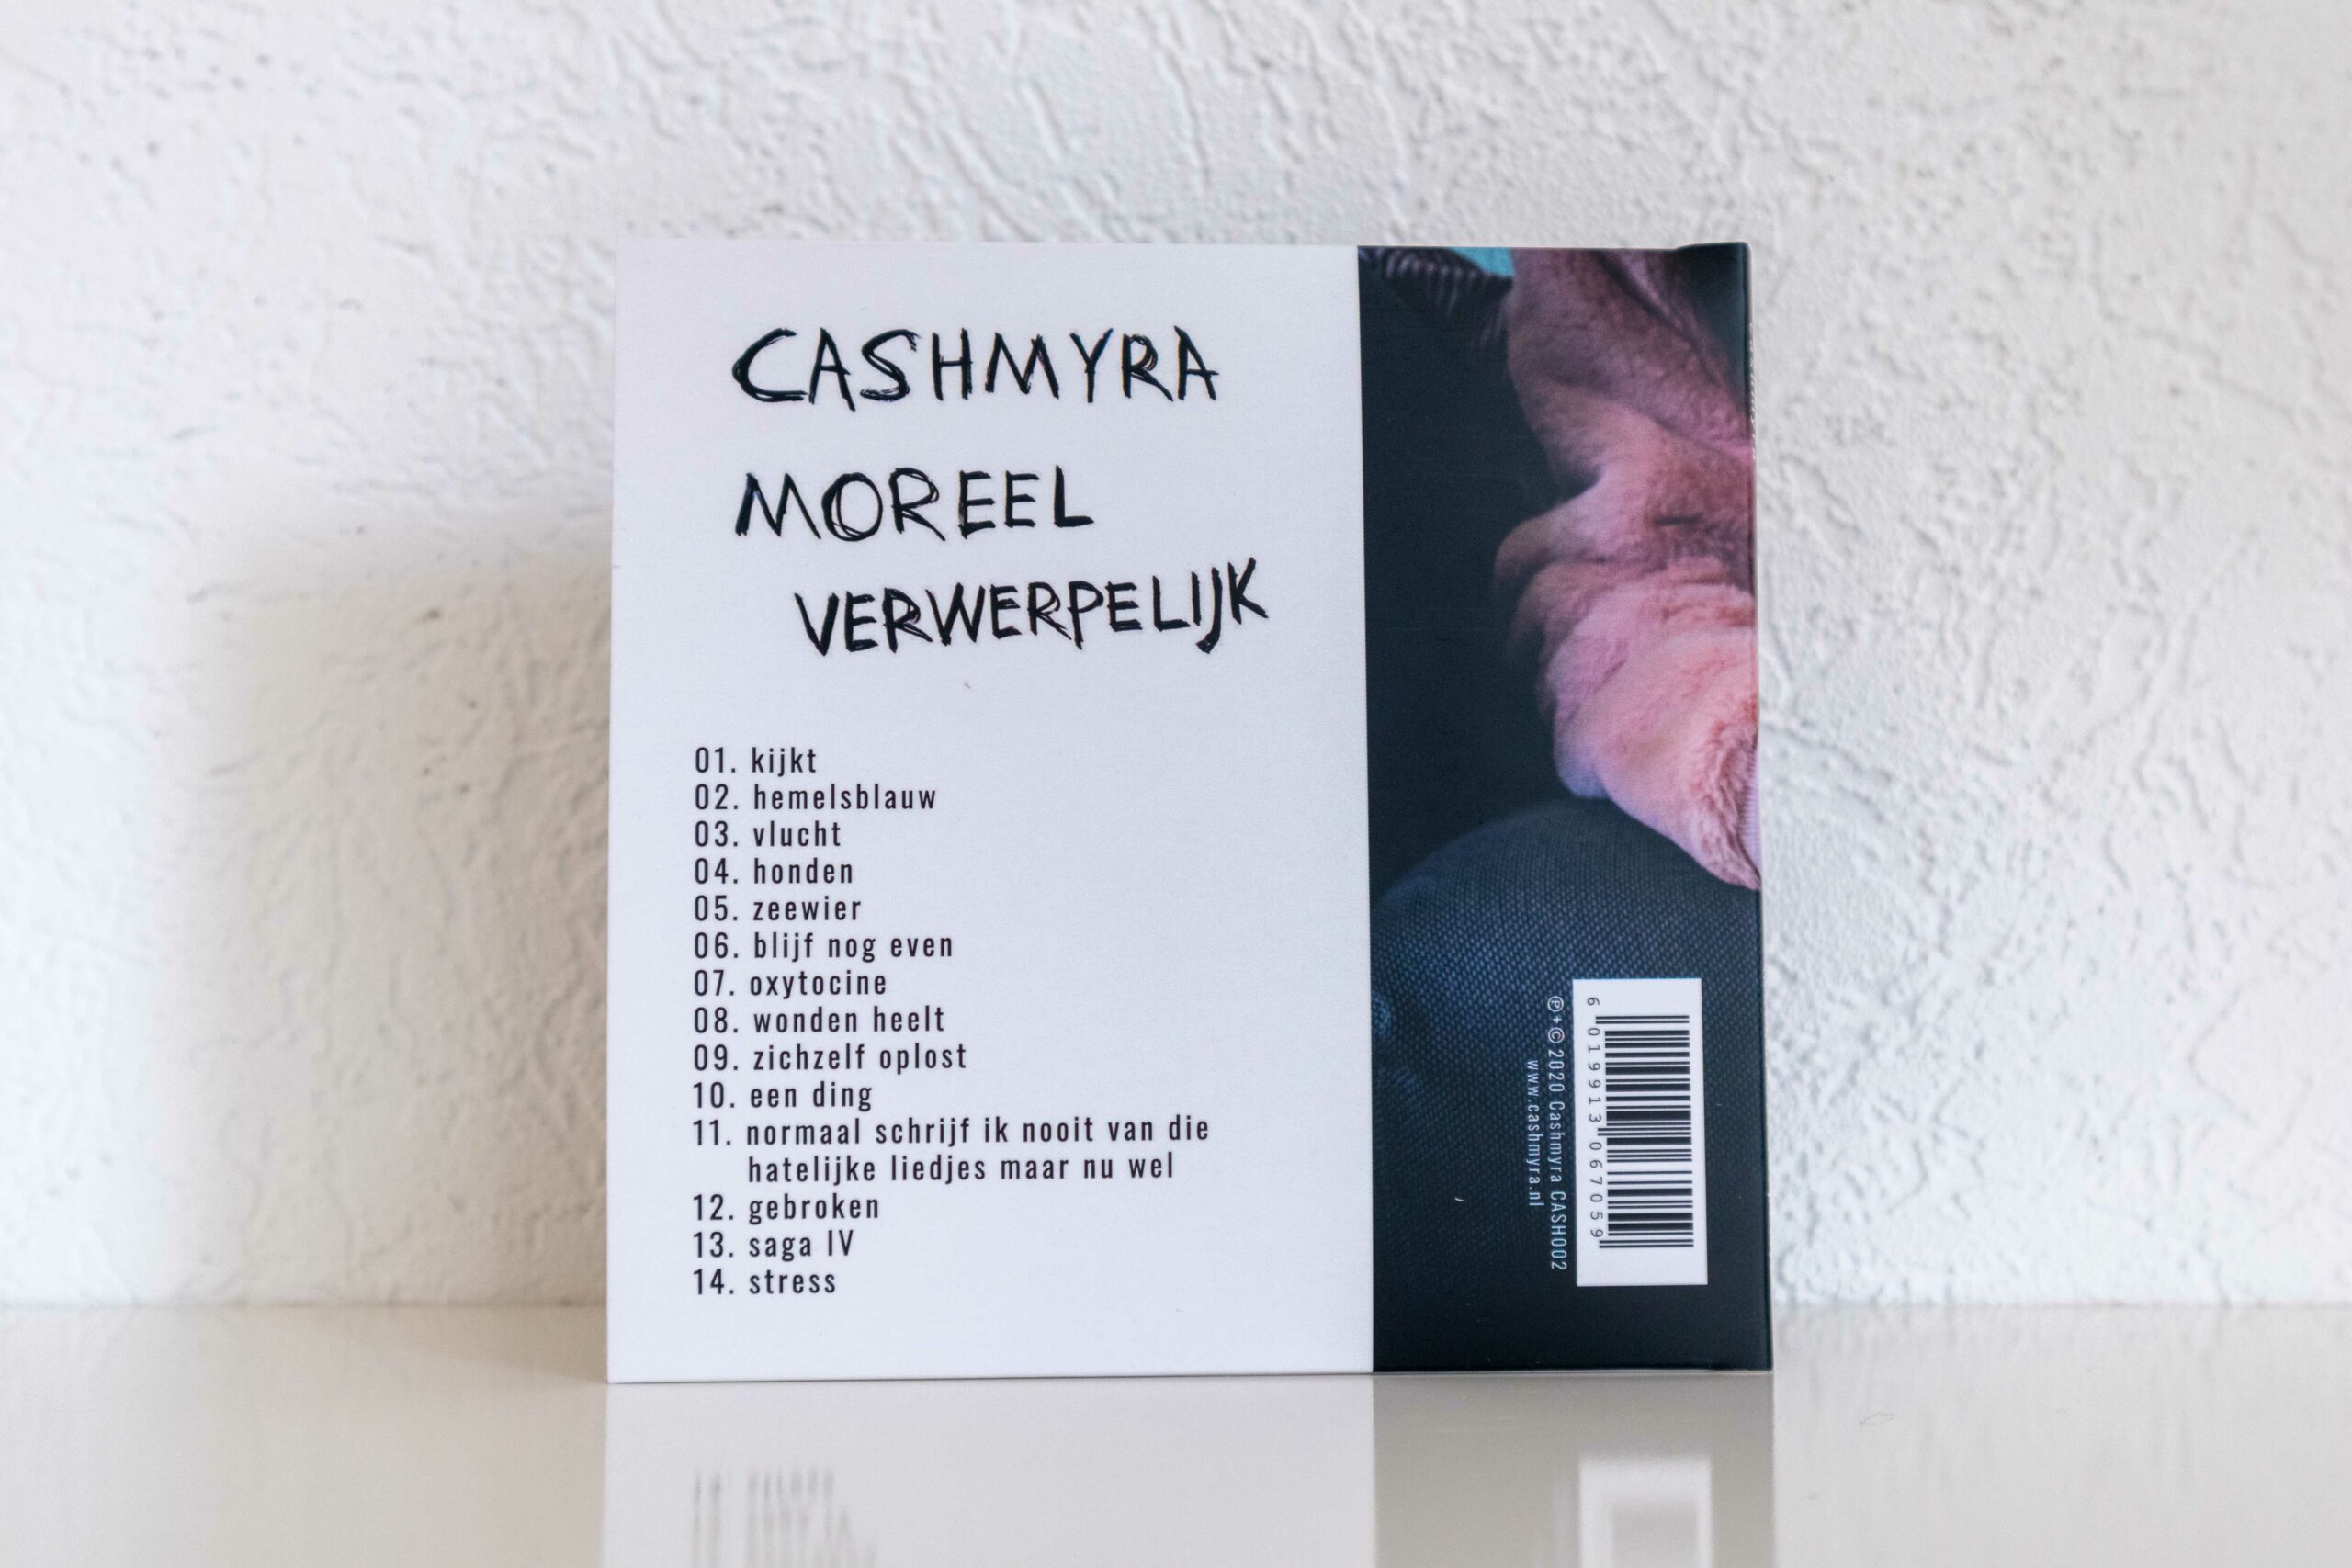 CASHMYRA
MOREEL
VERWERPELIJK
01. kijkt
02. hemelsblauw
03. vlucht
04. honden
05. zeewier
06. blijf nog even
07. oxytocine
08. wonden heelt
09. zichzelf oplost
10. een ding
11. normaal schrijf ik nooit van die
hatelijke liedjes maar nu wel
12. gebroken
13. saga IV
14. stress
6 019913 067059
℗+© 2020 Cashmyra CASH002
www.cashmyra.nl